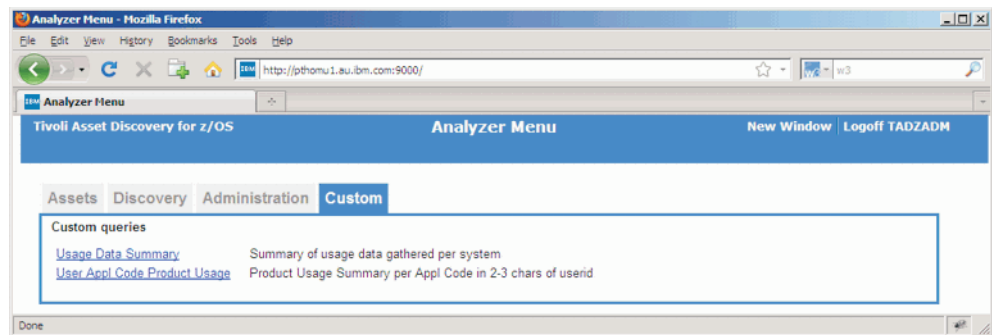 Analyzer Menu - Mozilla Firefox
File Edit View History Bookmarks Tools Help
IBM http://pthomu1.au.ibm.com:9000/ w3
IBM Analyzer Menu
Tivoli Asset Discovery for z/OS Analyzer Menu New Window Logoff TADZADM
Assets Discovery Administration Custom
Custom queries
Usage Data Summary Summary of usage data gathered per system
User Appl Code Product Usage Product Usage Summary per Appl Code in 2-3 chars of userid
Done